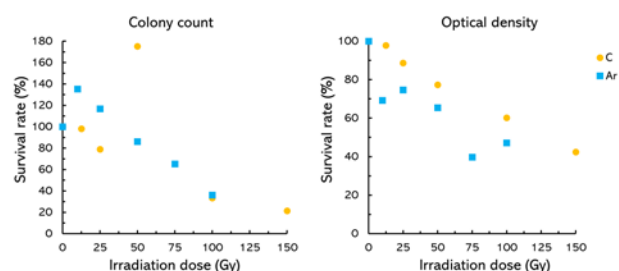 Colony count
Survival rate (%)
180
160
140
120
100
80
60
40
20
0
0 25 50 75 100 125 150
Irradiation dose (Gy)
Optical density
Survival rate (%)
100
80
60
40
20
0
0 25 50 75 100 125 150
Irradiation dose (Gy)
C
Ar